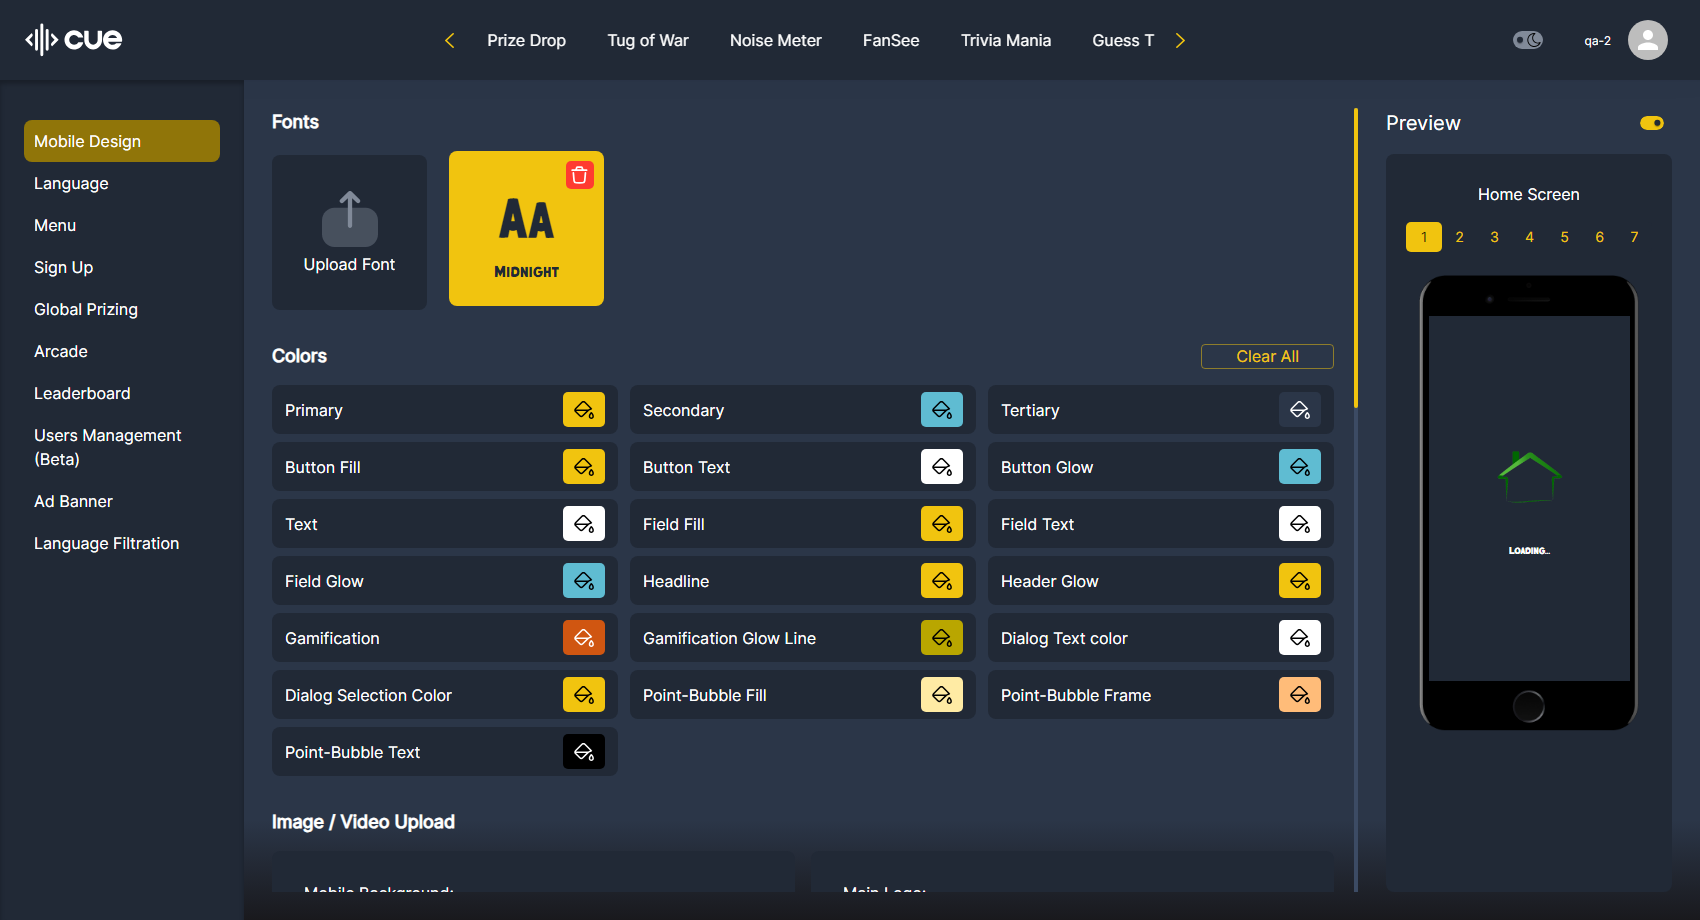 cue
Prize Drop Tug of War Noise Meter FanSee Trivia Mania Guess T
qa-2
Mobile Design
Language
Menu
Sign Up
Global Prizing
Arcade
Leaderboard
Users Management
(Beta)
Ad Banner
Language Filtration
Fonts
Upload Font
AA
MIDNIGHT
Colors
Clear All
Primary
Secondary
Tertiary
Button Fill
Button Text
Button Glow
Text
Field Fill
Field Text
Field Glow
Headline
Header Glow
Gamification
Gamification Glow Line
Dialog Text color
Dialog Selection Color
Point-Bubble Fill
Point-Bubble Frame
Point-Bubble Text
Image / Video Upload
Mobile Background:
Main Logo:
Preview
Home Screen
1 2 3 4 5 6 7
LOADING...